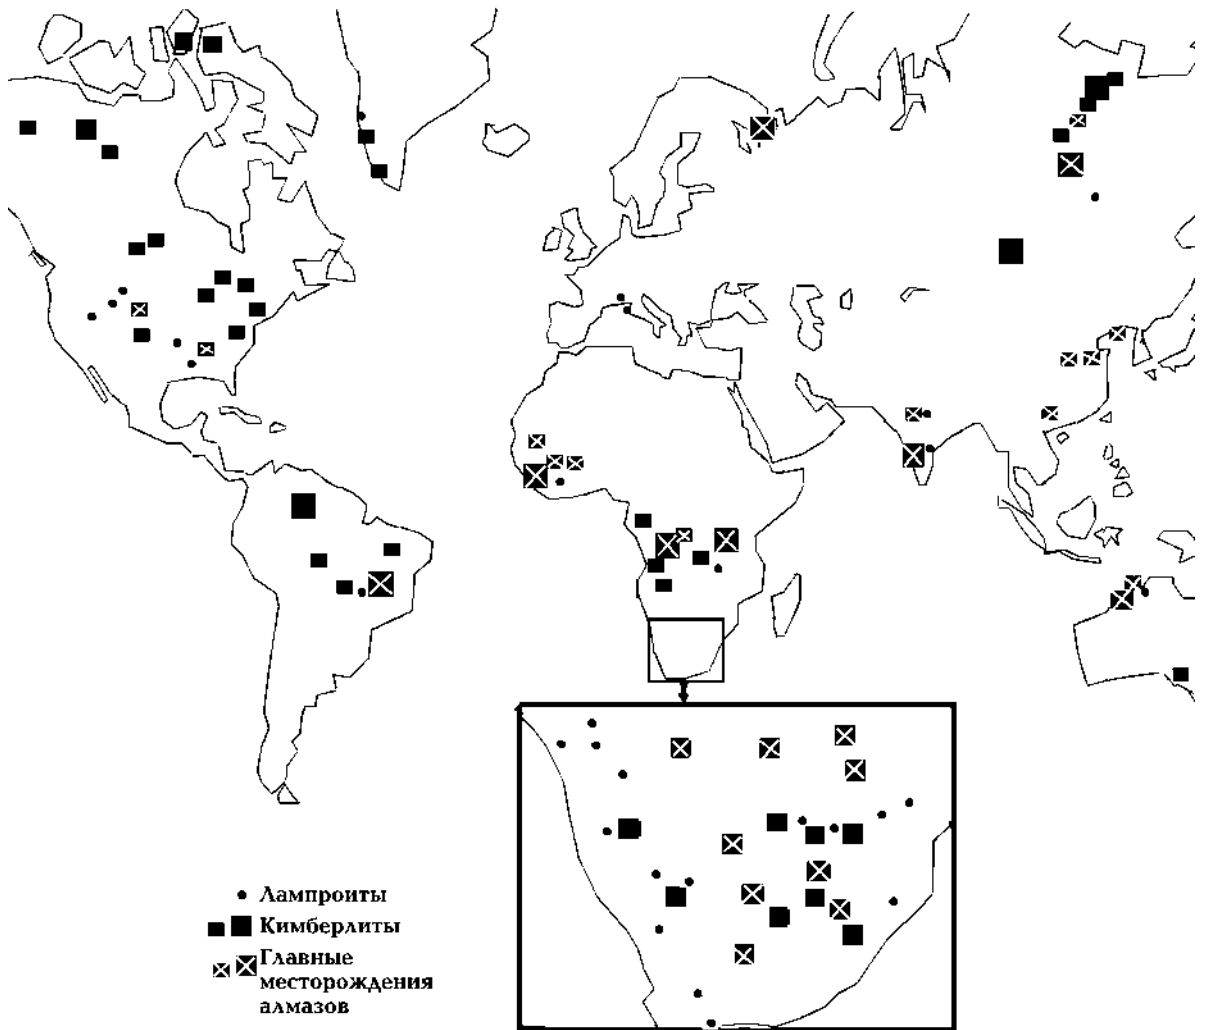 Лампроиты
Кимберлиты
Главные
месторождения
алмазов